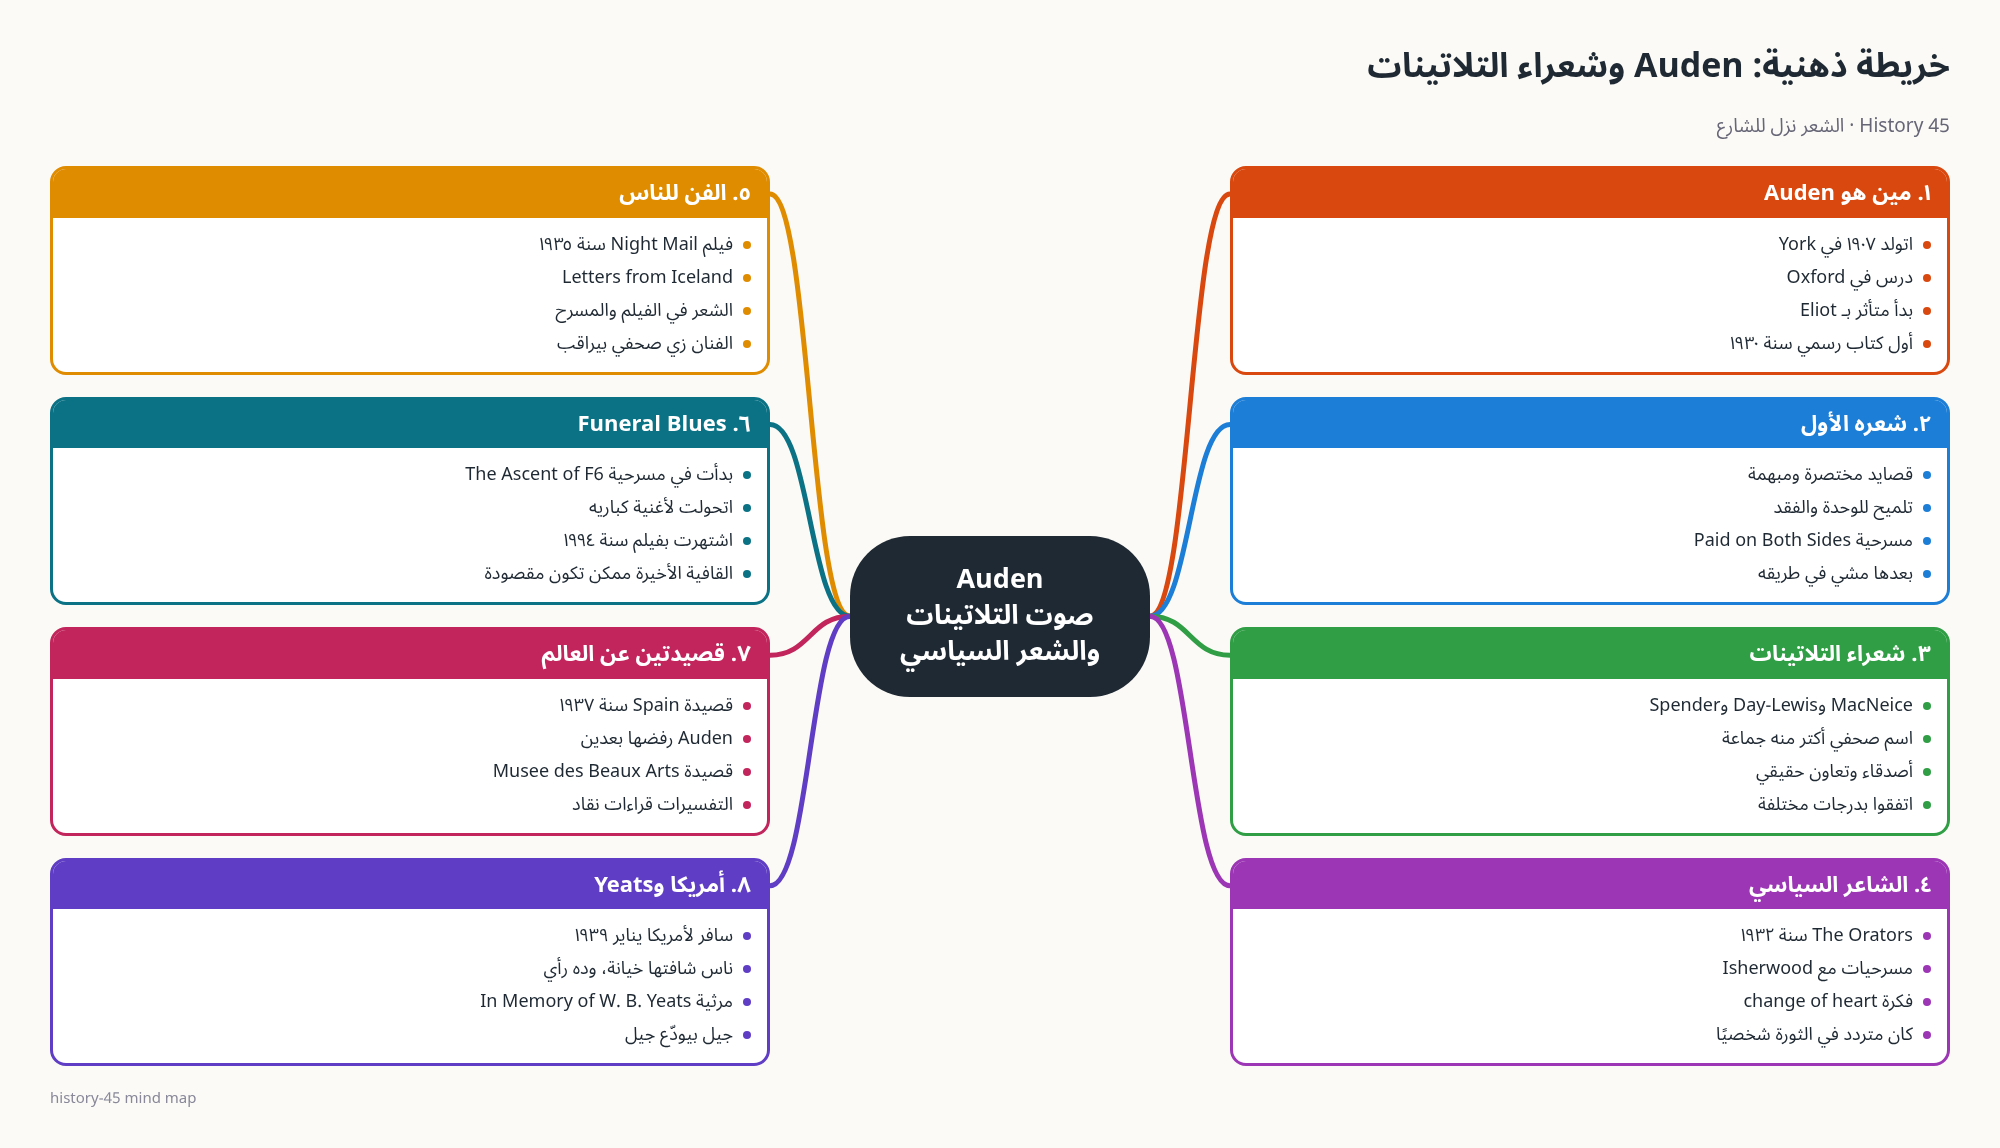 خريطة ذهنية: Auden وشعراء التلاتينات
History 45 · الشعر نزل للشارع
١. مين هو Auden
اتولد ١٩٠٧ في York
درس في Oxford
بدأ متأثر بـ Eliot
أول كتاب رسمي سنة ١٩٣٠
٢. شعره الأول
قصايد مختصرة ومبهمة
تلميح للوحدة والفقد
مسرحية Paid on Both Sides
بعدها مشي في طريقه
٣. شعراء التلاتينات
MacNeice وDay-Lewis وSpender
اسم صحفي أكتر منه جماعة
أصدقاء وتعاون حقيقي
اتفقوا بدرجات مختلفة
٤. الشاعر السياسي
The Orators سنة ١٩٣٢
مسرحيات مع Isherwood
فكرة change of heart
كان متردد في الثورة شخصيًا
Auden
صوت التلاتينات
والشعر السياسي
٥. الفن للناس
فيلم Night Mail سنة ١٩٣٥
Letters from Iceland
الشعر في الفيلم والمسرح
الفنان زي صحفي بيراقب
٦. Funeral Blues
بدأت في مسرحية The Ascent of F6
اتحولت لأغنية كباريه
اشتهرت بفيلم سنة ١٩٩٤
القافية الأخيرة ممكن تكون مقصودة
٧. قصيدتين عن العالم
قصيدة Spain سنة ١٩٣٧
Auden رفضها بعدين
قصيدة Musee des Beaux Arts
التفسيرات قراءات نقاد
٨. أمريكا وYeats
سافر لأمريكا يناير ١٩٣٩
ناس شافتها خيانة، وده رأي
مرثية In Memory of W. B. Yeats
جيل بيودّع جيل
history-45 mind map